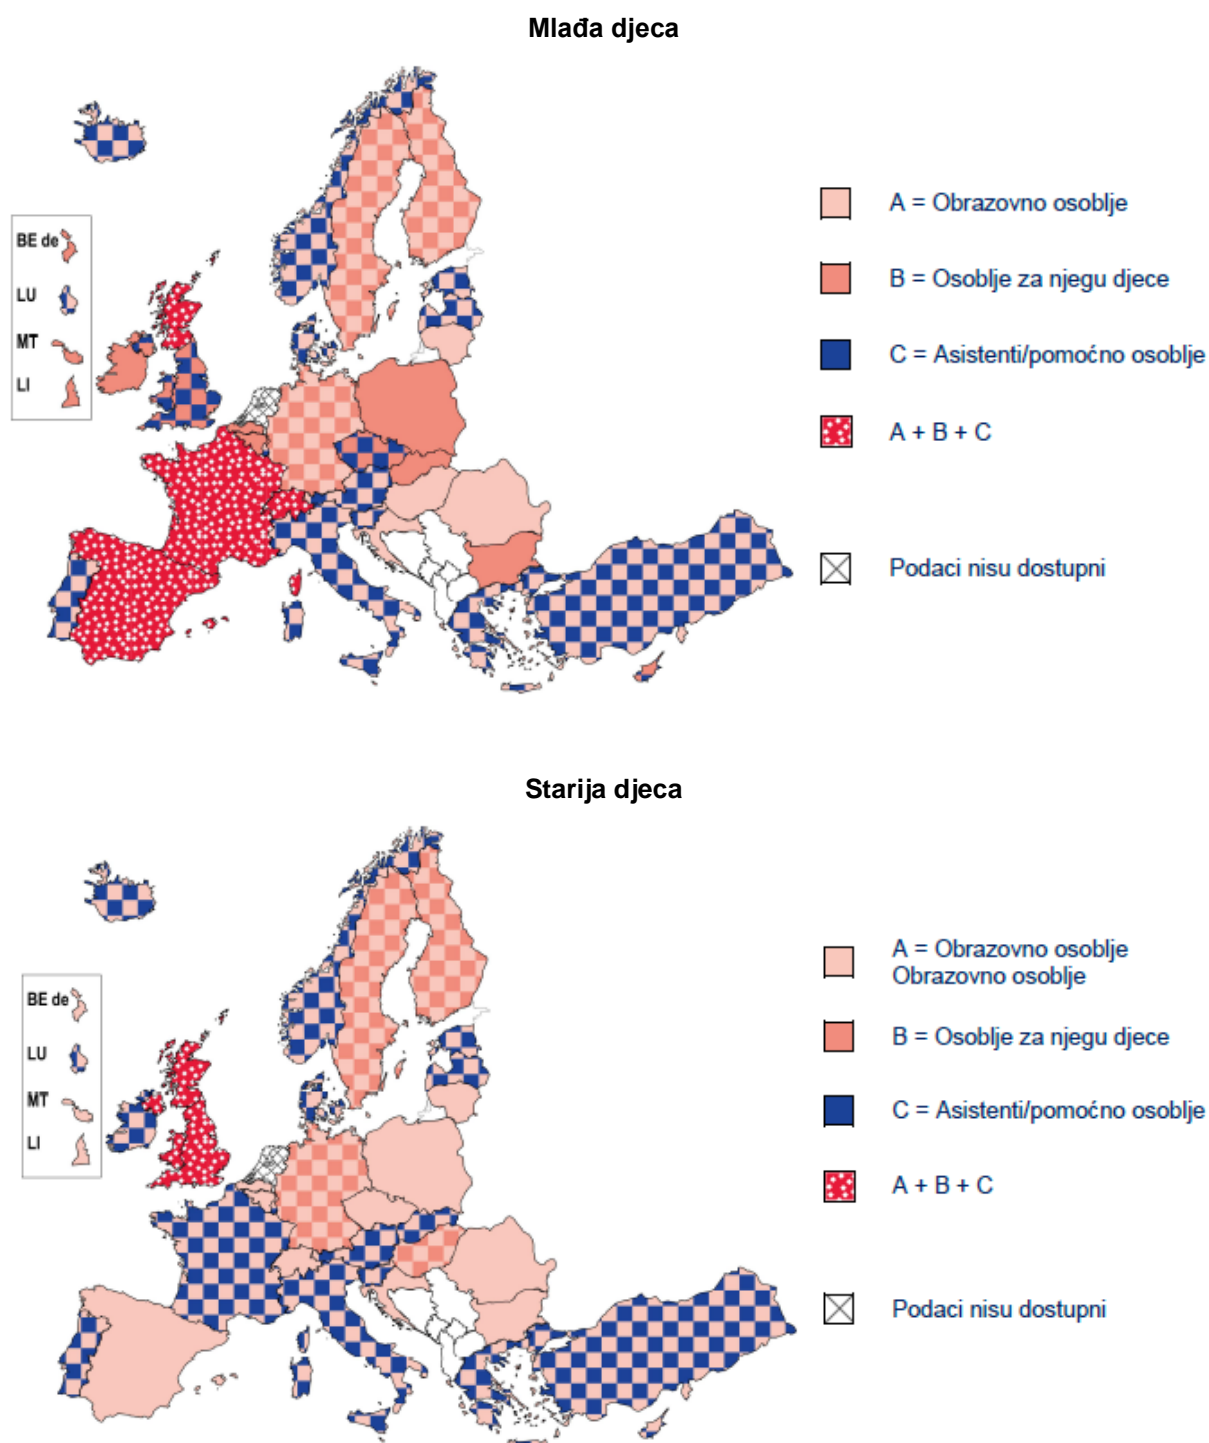 Mlađa djeca
BE de
LU
MT
LI
A = Obrazovno osoblje
B = Osoblje za njegu djece
C = Asistenti/pomoćno osoblje
A + B + C
Podaci nisu dostupni
Starija djeca
BE de
LU
MT
LI
A = Obrazovno osoblje
Obrazovno osoblje
B = Osoblje za njegu djece
C = Asistenti/pomoćno osoblje
A + B + C
Podaci nisu dostupni